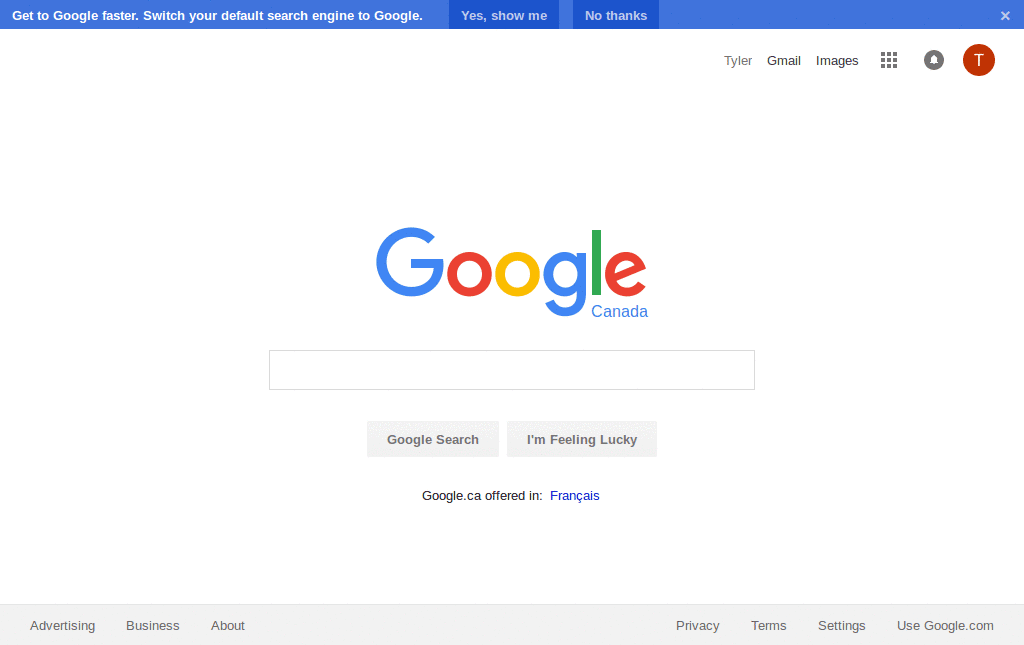 Get to Google faster. Switch your default search engine to Google. Yes, show me No thanks ×
Tyler Gmail Images T
Google
Canada
Google Search I'm Feeling Lucky
Google.ca offered in: Français
Advertising Business About Privacy Terms Settings Use Google.com